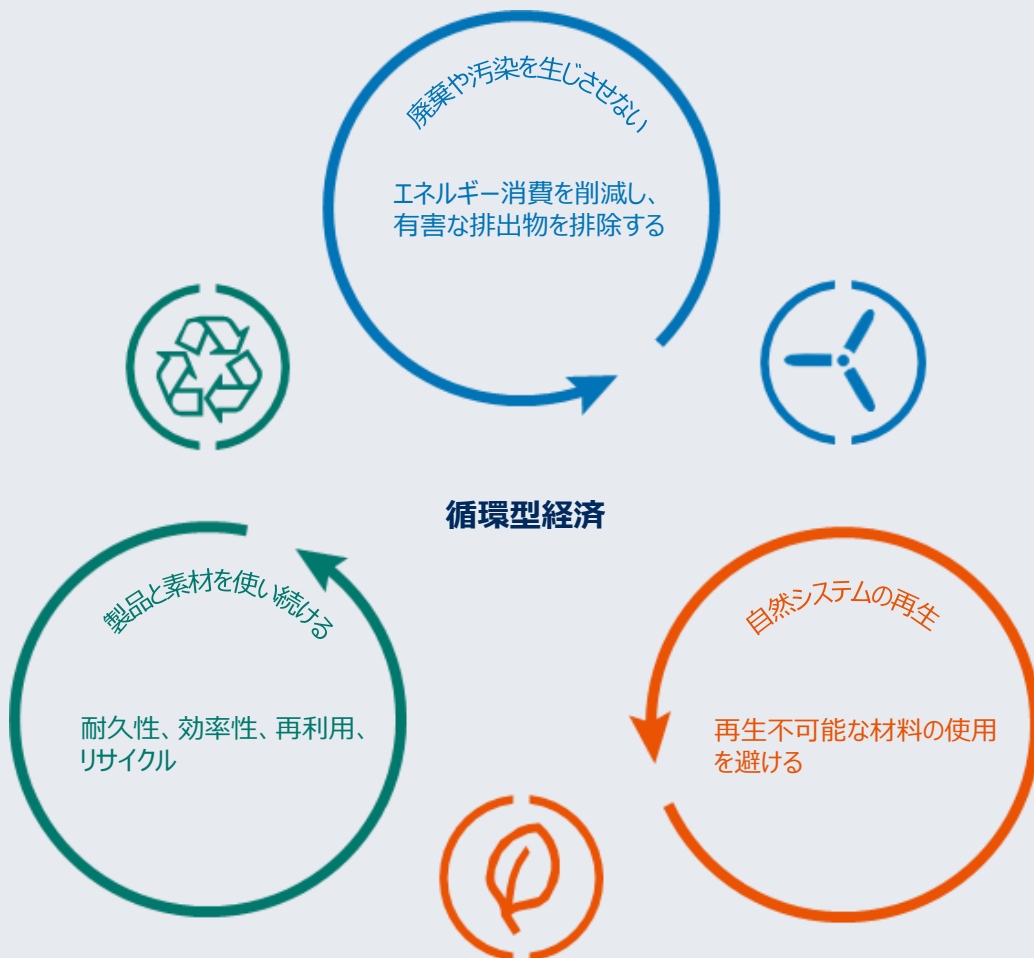 廃棄や汚染を生じさせない
エネルギー消費を削減し、
有害な排出物を排除する
循環型経済
製品と素材を使い続ける
耐久性、効率性、再利用、
リサイクル
自然システムの再生
再生不可能な材料の使用
を避ける